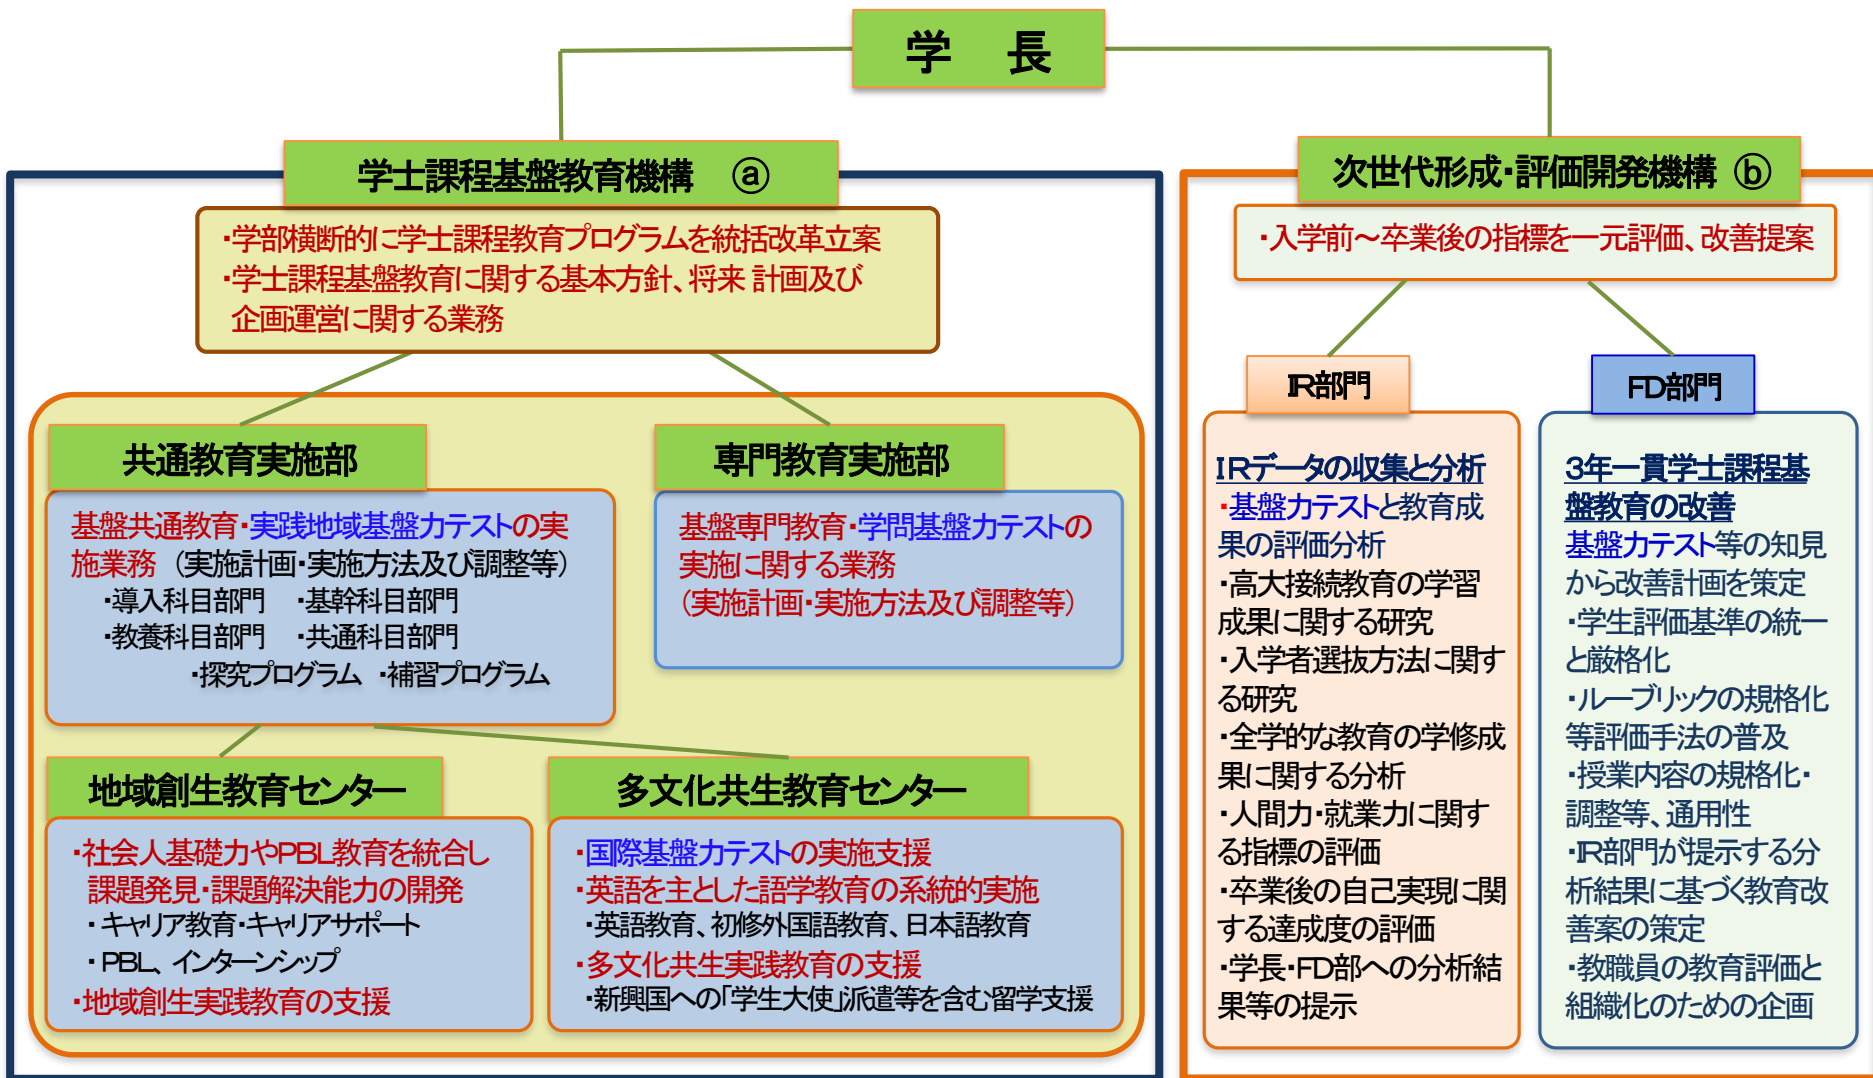 学 長
学士課程基盤教育機構 ⓐ
・学部横断的に学士課程教育プログラムを統括改革立案
・学士課程基盤教育に関する基本方針、将来 計画及び
企画運営に関する業務
共通教育実施部
基盤共通教育・実践地域基盤力テストの実
施業務 （実施計画・実施方法及び調整等）
・導入科目部門 ・基幹科目部門
・教養科目部門 ・共通科目部門
・探究プログラム ・補習プログラム
専門教育実施部
基盤専門教育・学問基盤力テストの
実施に関する業務
（実施計画・実施方法及び調整等）
地域創生教育センター
・社会人基礎力やPBL教育を統合し
課題発見・課題解決能力の開発
・キャリア教育・キャリアサポート
・PBL、インターンシップ
・地域創生実践教育の支援
多文化共生教育センター
・国際基盤力テストの実施支援
・英語を主とした語学教育の系統的実施
・英語教育、初修外国語教育、日本語教育
・多文化共生実践教育の支援
・新興国への「学生大使」派遣等を含む留学支援
次世代形成・評価開発機構 ⓑ
・入学前～卒業後の指標を一元評価、改善提案
IR部門
IRデータの収集と分析
・基盤力テストと教育成
果の評価分析
・高大接続教育の学習
成果に関する研究
・入学者選抜方法に関す
る研究
・全学的な教育の学修成
果に関する分析
・人間力・就業力に関す
る指標の評価
・卒業後の自己実現に関
する達成度の評価
・学長・FD部への分析結
果等の提示
FD部門
3年一貫学士課程基
盤教育の改善
基盤力テスト等の知見
から改善計画を策定
・学生評価基準の統一
と厳格化
・ルーブリックの規格化
等評価手法の普及
・授業内容の規格化・
調整等、通用性
・IR部門が提示する分
析結果に基づく教育改
善案の策定
・教職員の教育評価と
組織化のための企画